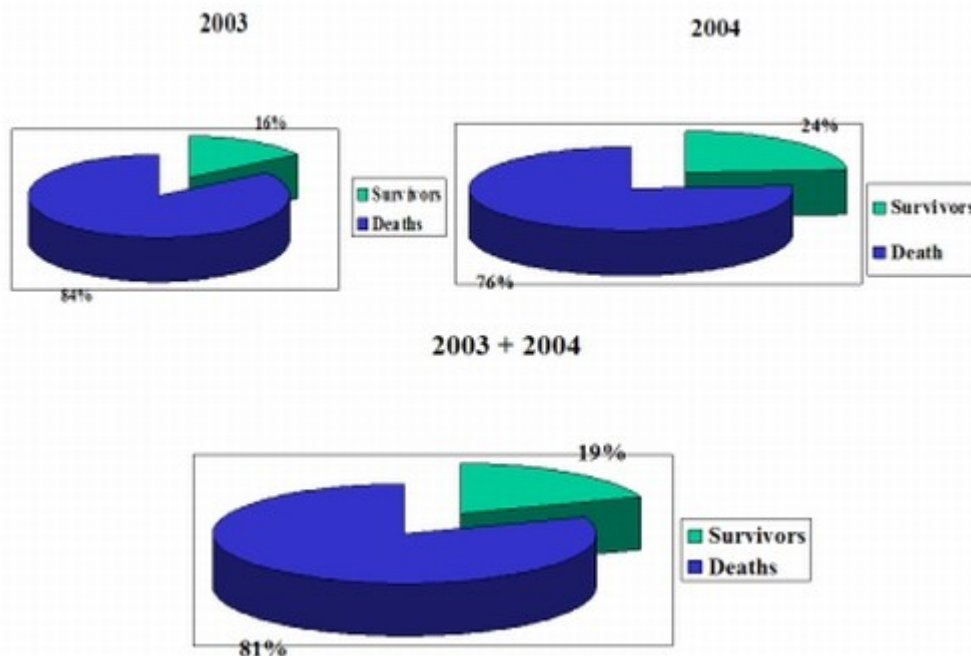 2003
2004
16%
Survivors
Deaths
84%
24%
Survivors
Death
76%
2003 + 2004
19%
Survivors
Deaths
81%